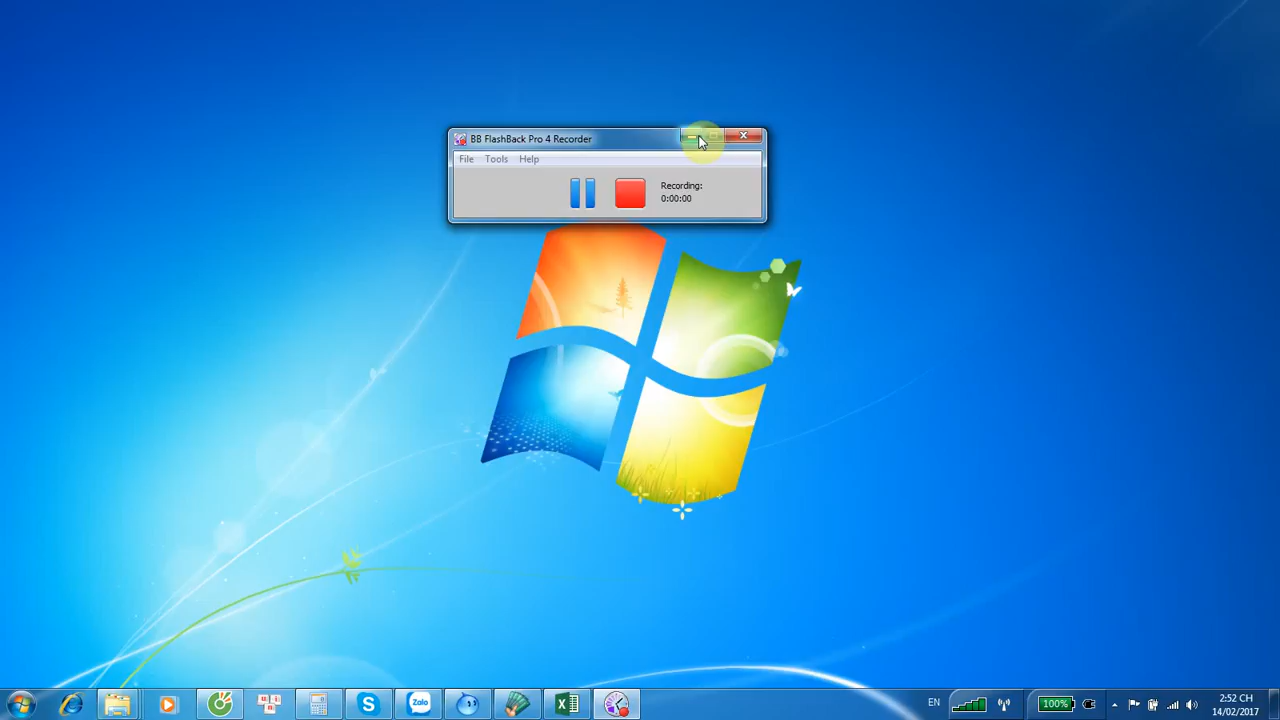 BB FlashBack Pro 4 Recorder
File Tools Help
Recording:
0:00:00
Zalo
EN
100%
2:52 CH
14/02/2017